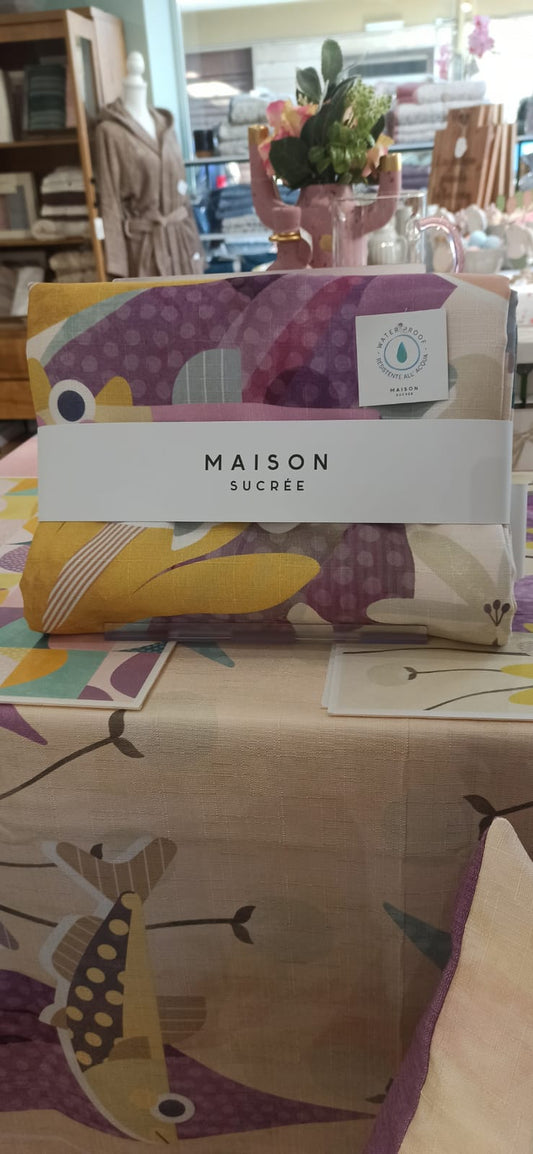 WATERPROOF
RESISTENTE ALL'ACQUA
MAISON
SUCRÉE
MAISON
SUCRÉE